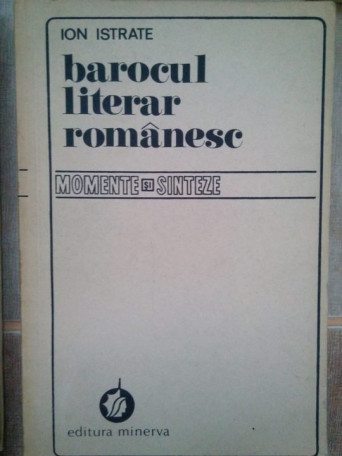 ION ISTRATE
barocul
literar
românesc
MOMENTE ȘI SINTEZE
editura minerva